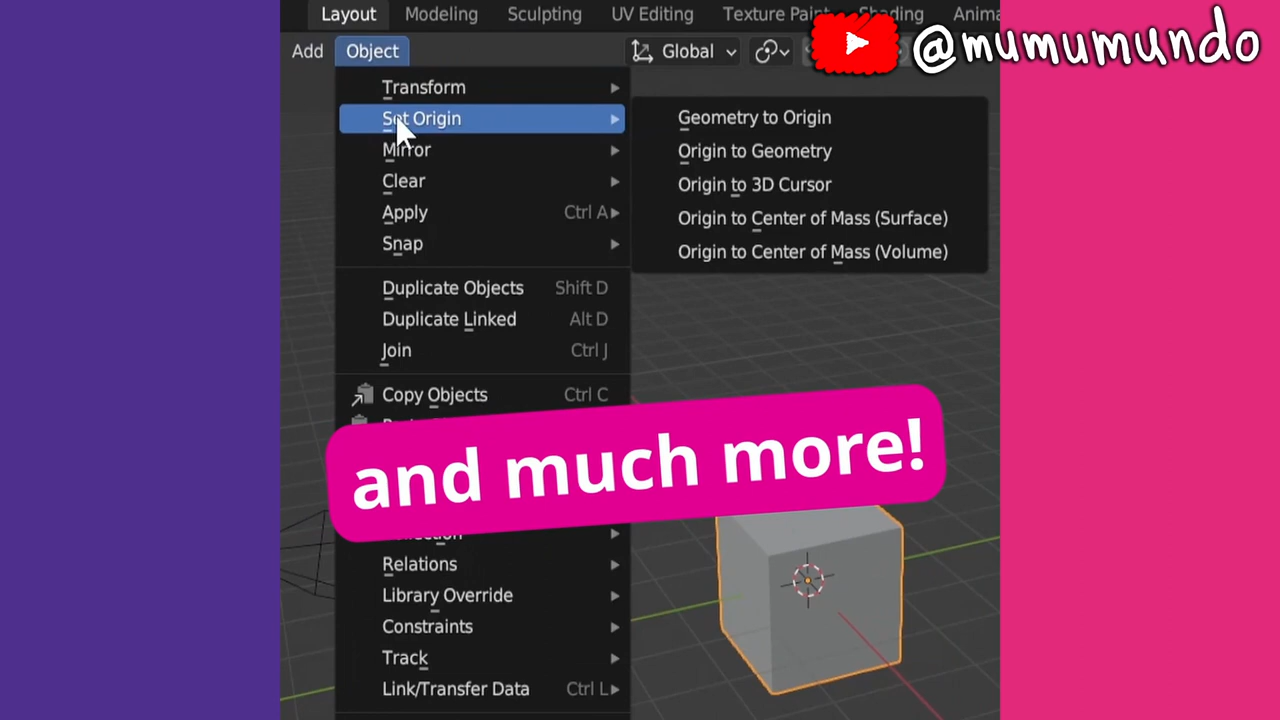 Layout Modeling Sculpting UV Editing Texture Paint Shading Anima
@mumumundo
Add Object Global
Transform
Set Origin
Mirror
Clear
Apply Ctrl A
Snap
Geometry to Origin
Origin to Geometry
Origin to 3D Cursor
Origin to Center of Mass (Surface)
Origin to Center of Mass (Volume)
Duplicate Objects Shift D
Duplicate Linked Alt D
Join Ctrl J
Copy Objects Ctrl C
and much more!
Relations
Library Override
Constraints
Track
Link/Transfer Data Ctrl L